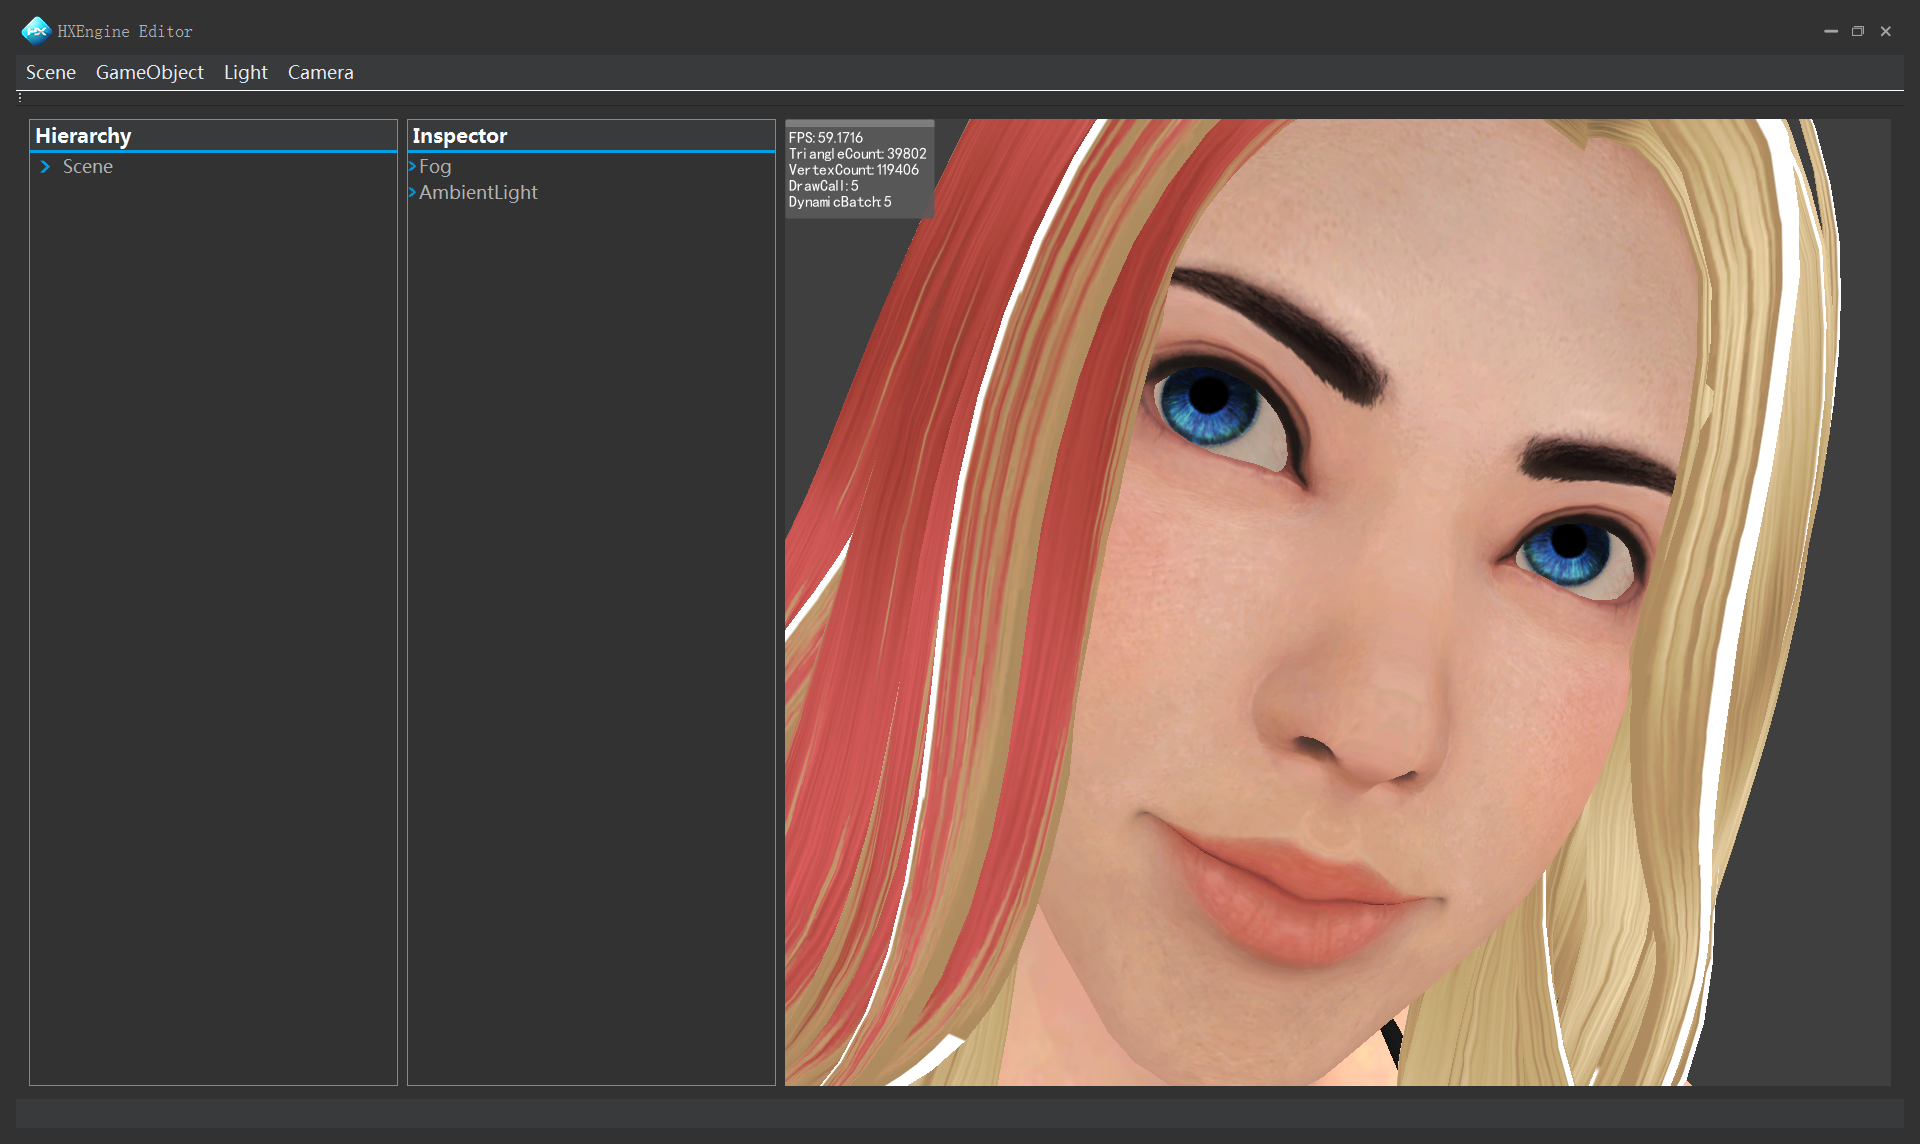 HX HXEngine Editor
Scene GameObject Light Camera
Hierarchy
Scene
Inspector
Fog
AmbientLight
FPS: 59.1716
TriangleCount: 39802
VertexCount: 119406
DrawCall: 5
DynamicBatch: 5